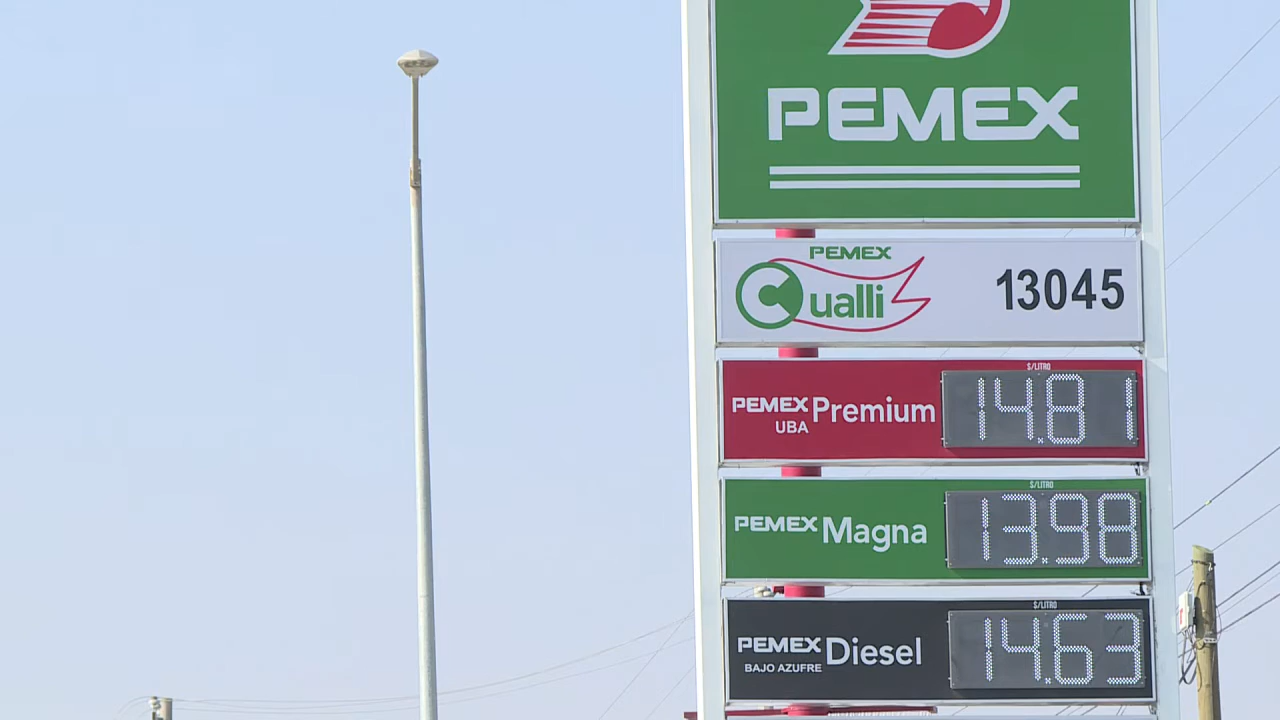 PEMEX
PEMEX
Cualli
13045
$/LITRO
PEMEX Premium 14.81
UBA
$/LITRO
PEMEX Magna 13.98
$/LITRO
PEMEX Diesel 14.63
BAJO AZUFRE